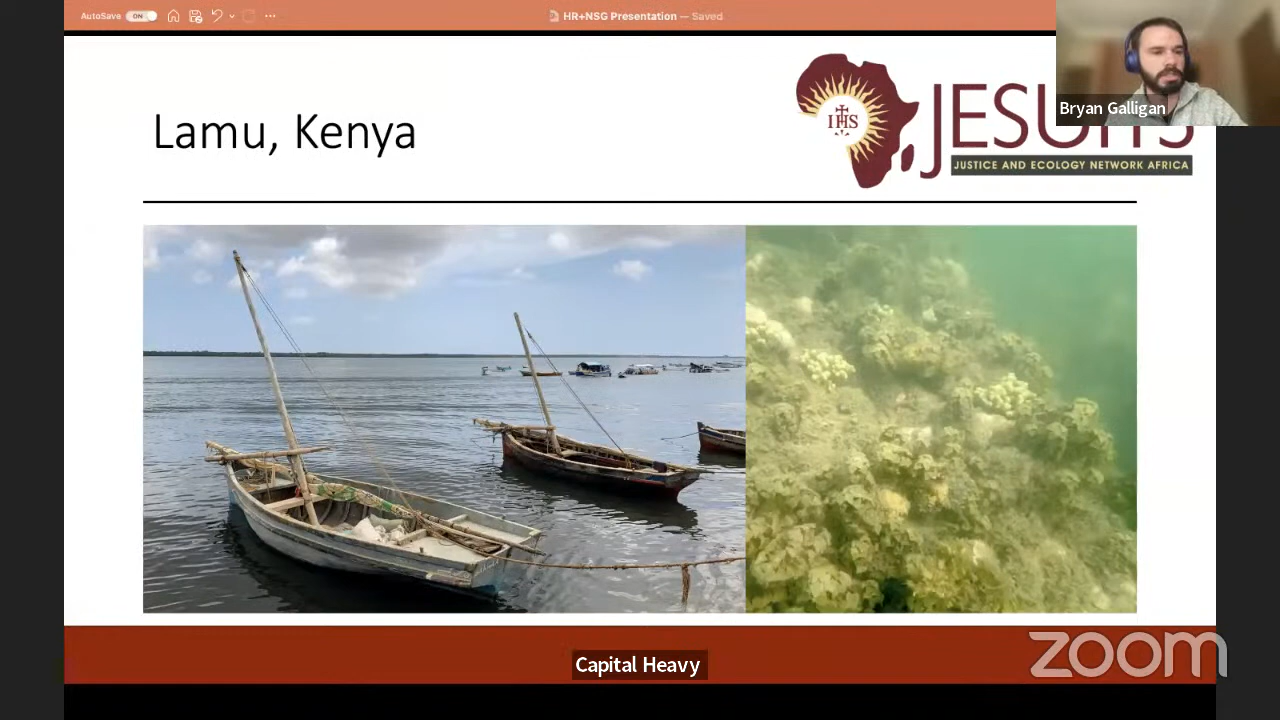 AutoSave ON
HR+NSG Presentation — Saved
Bryan Galligan
Lamu, Kenya
IHS
JESUITS
JUSTICE AND ECOLOGY NETWORK AFRICA
Capital Heavy
zoom